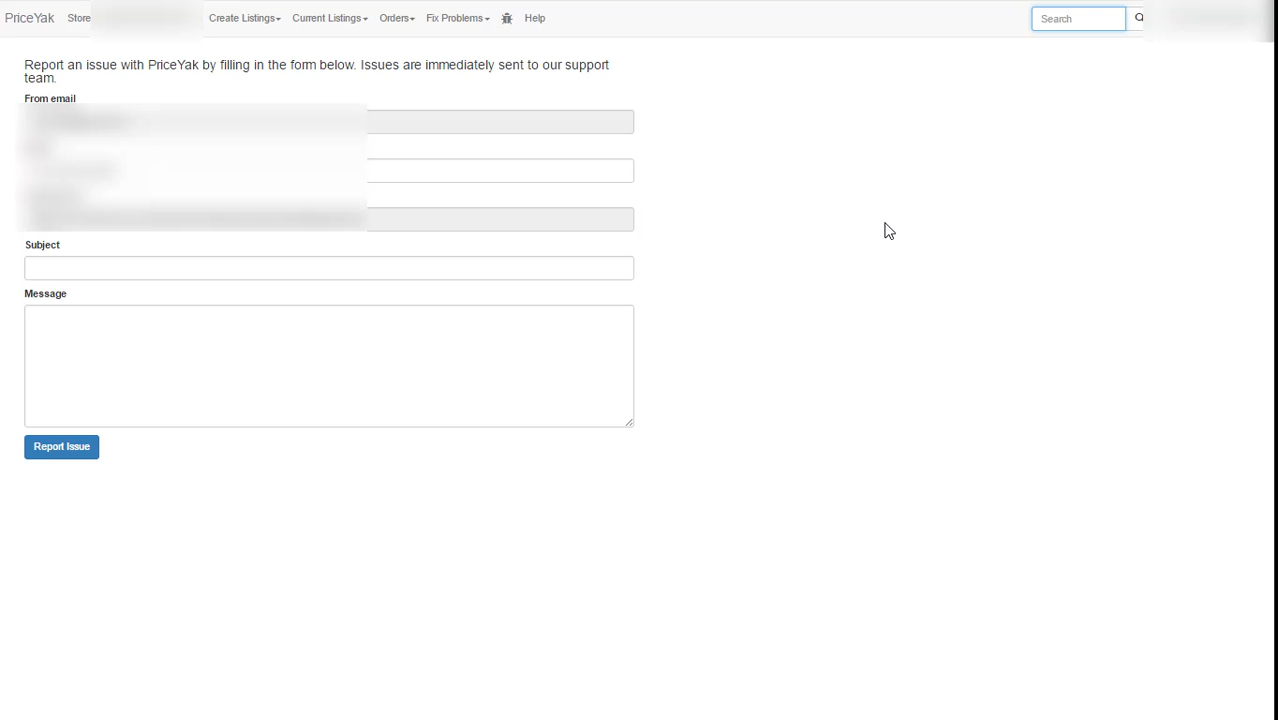 PriceYak Store Create Listings Current Listings Orders Fix Problems Help Search
Report an issue with PriceYak by filling in the form below. Issues are immediately sent to our support
team.
From email
Subject
Message
Report Issue